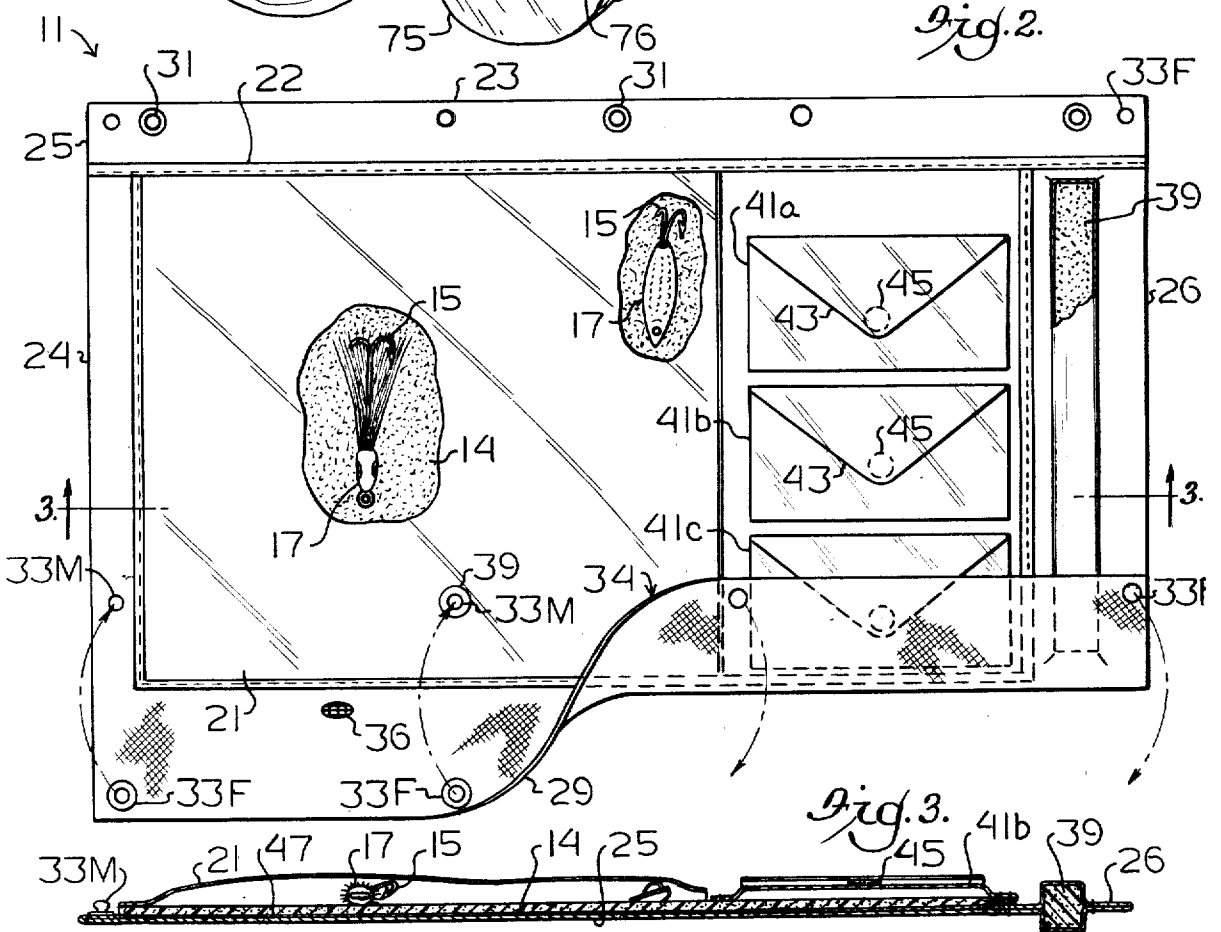 75 76 Fig. 2.
11
31 22 23 31 33F
25
15 41a 39
45
15 17 43 26
24
41b 45
14 43
3. 3.
17 41c
33M 39 34
33M 33F
21 36
33F 33F 29
Fig. 3.
33M 21 47 17 15 14 25 45 41b 39 26